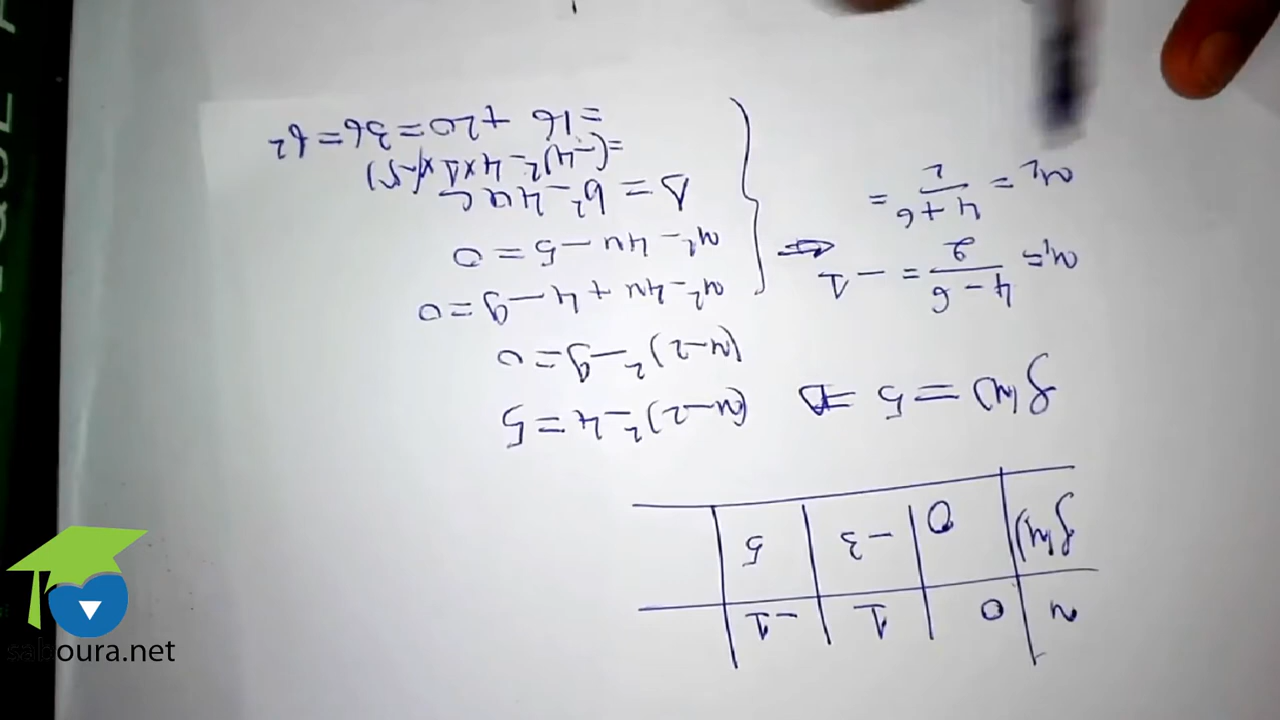 x | 0 | 1 | -1
f(x) | 0 | -3 | 5
f(x) = 5 ⇒ (x-2)² - 4 = 5
(x-2)² - 9 = 0
x² - 4x + 4 - 9 = 0
x² - 4x - 5 = 0
Δ = b² - 4ac
= (-4)² - 4×1×(-5)
= 16 + 20 = 36 = 6²
⇒ x₁ = 4-6/2 = -1
x₂ = 4+6/2 =
saboura.net